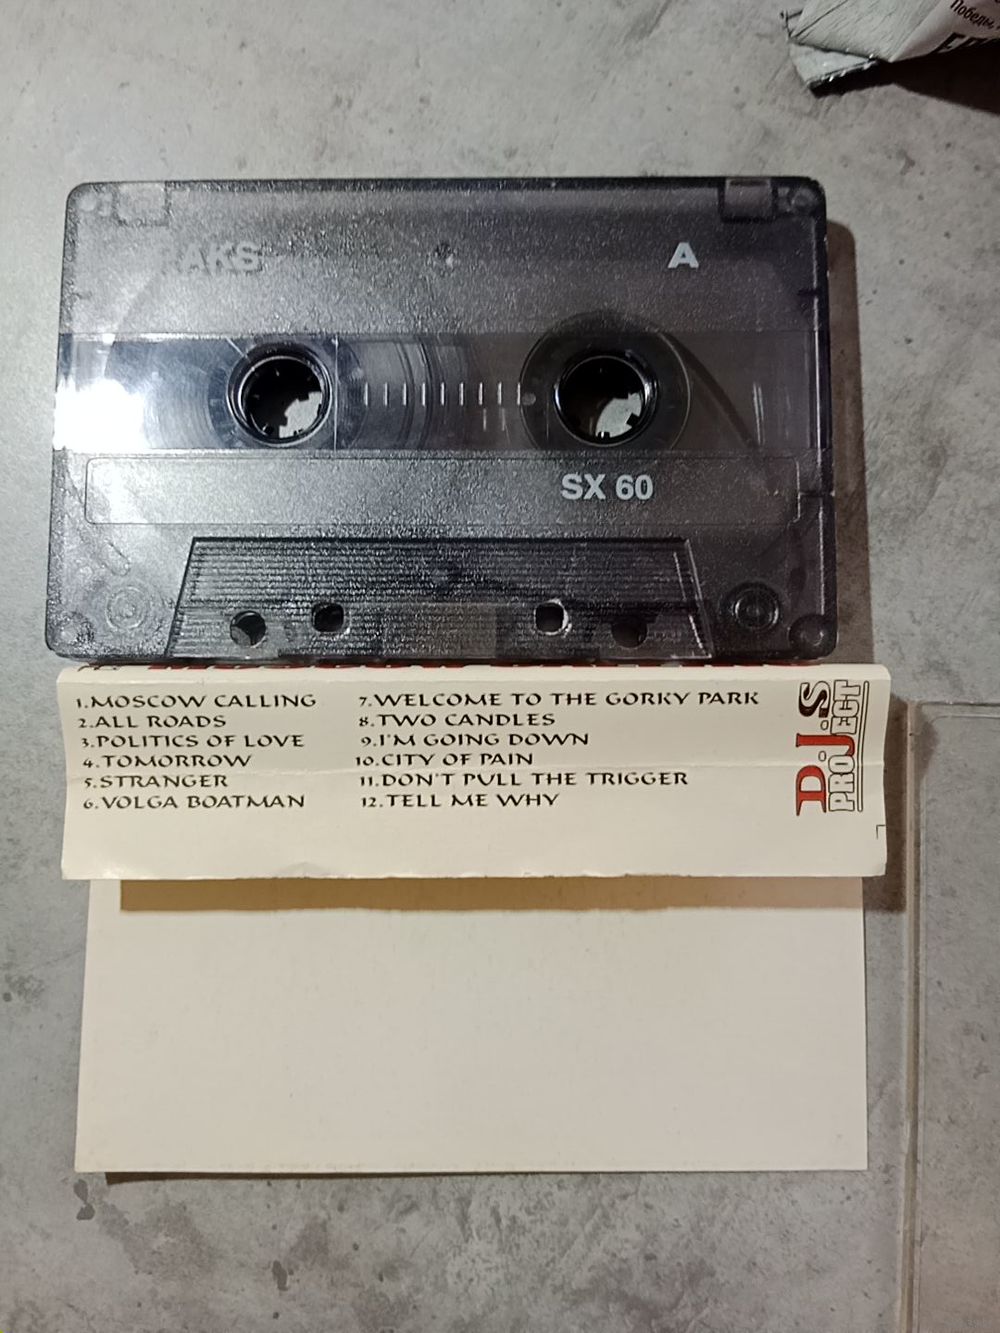 Победы,
AKS
A
SX 60
1.MOSCOW CALLING
2.ALL ROADS
3.POLITICS OF LOVE
4.TOMORROW
5.STRANGER
6.VOLGA BOATMAN
7.WELCOME TO THE GORKY PARK
8.TWO CANDLES
9.I'M GOING DOWN
10.CITY OF PAIN
11.DON'T PULL THE TRIGGER
12.TELL ME WHY
D.J.S
PROJECT